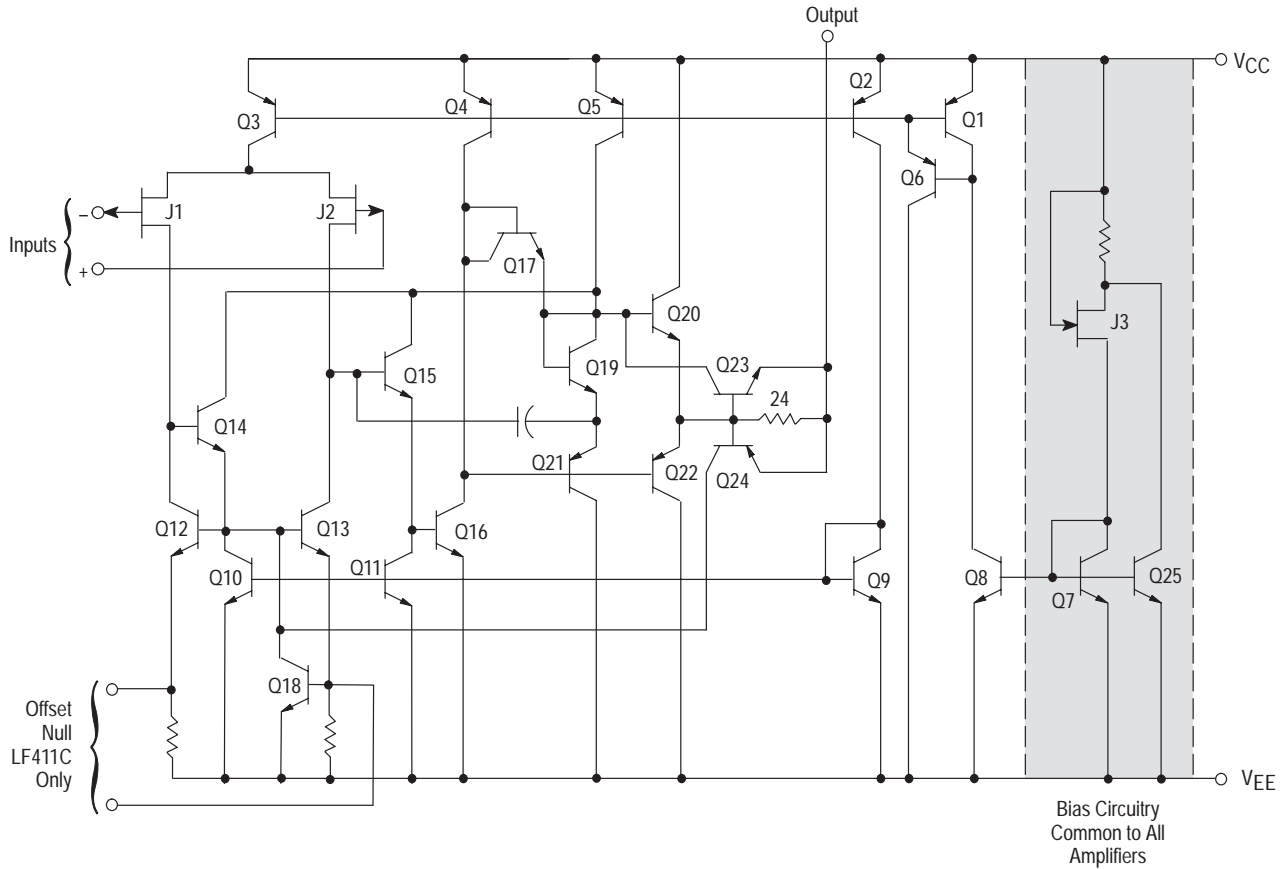 Output
VCC
Q2
Q3
Q4
Q5
Q1
Q6
J1
J2
–
Inputs
+
Q17
Q20
J3
Q19
Q23
Q15
24
Q14
Q21
Q22
Q24
Q12
Q13
Q16
Q10
Q11
Q9
Q8
Q25
Q7
Q18
Offset
Null
LF411C
Only
VEE
Bias Circuitry
Common to All
Amplifiers